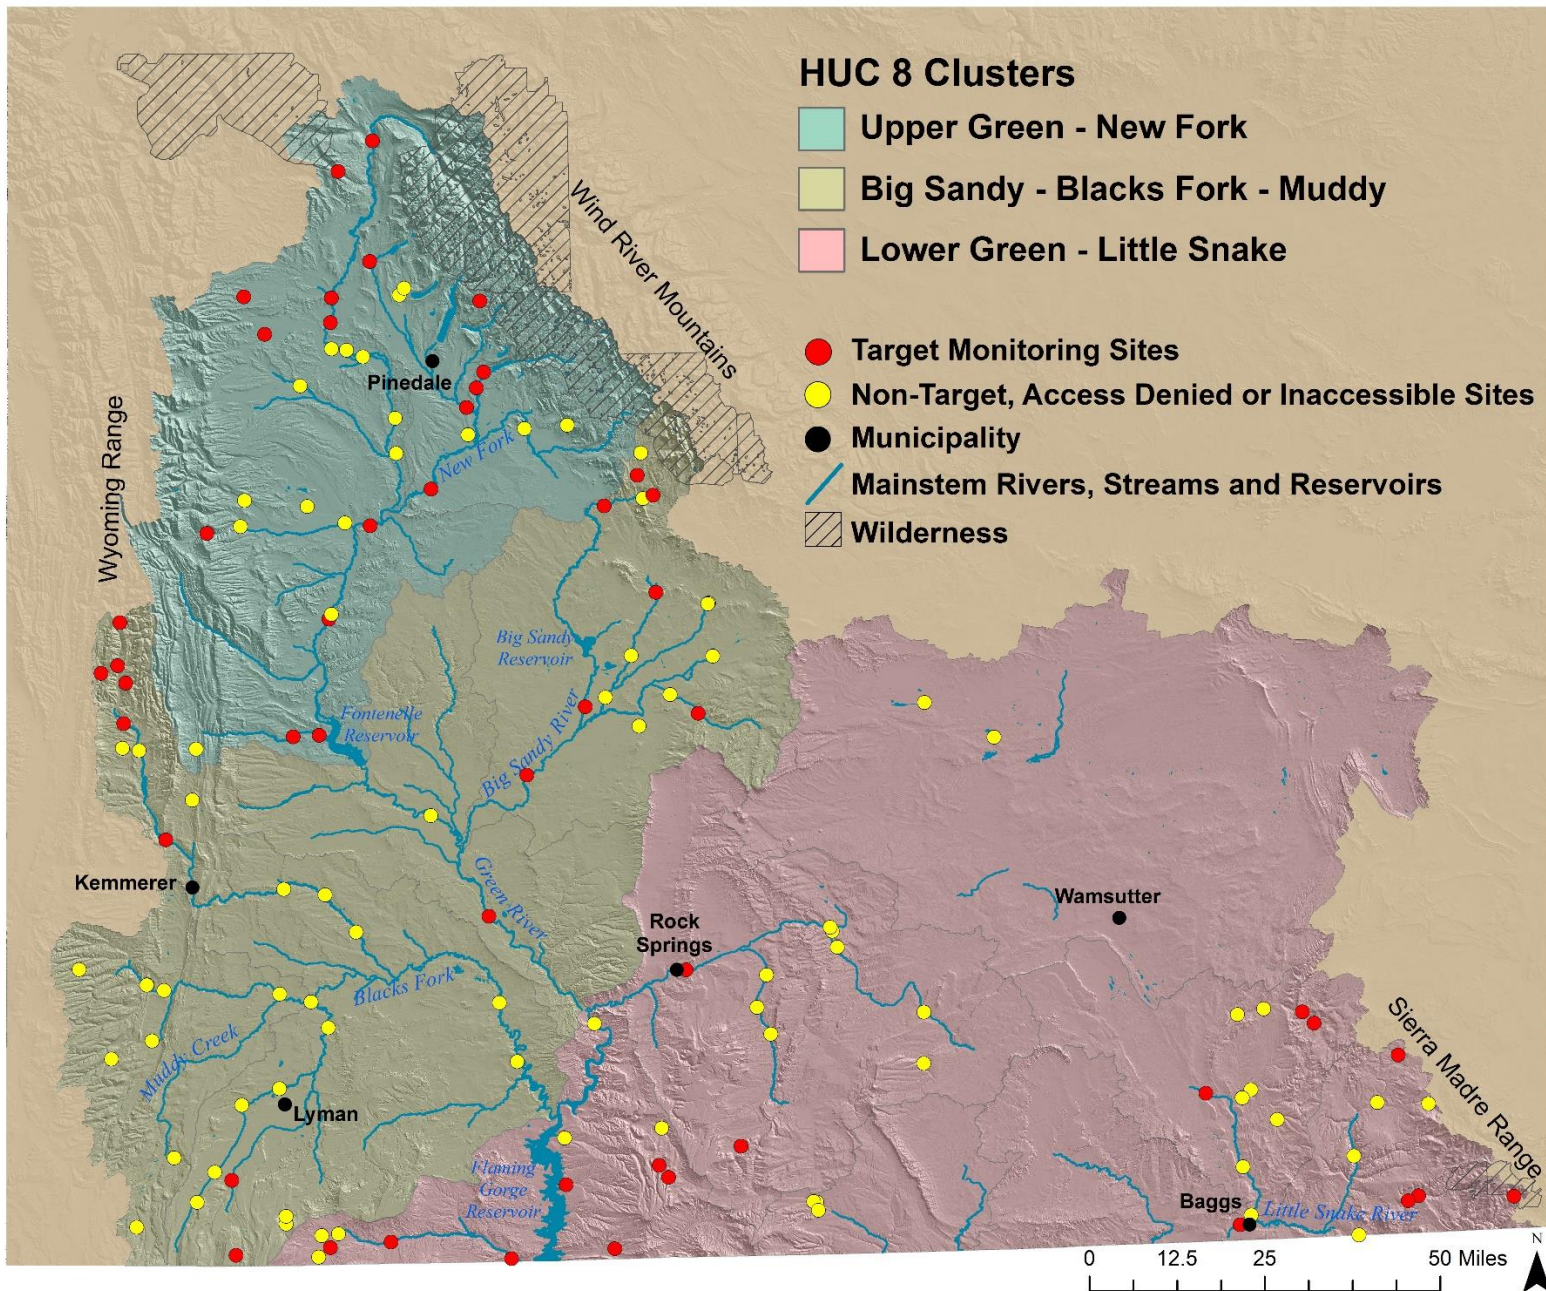 HUC 8 Clusters
Upper Green - New Fork
Big Sandy - Blacks Fork - Muddy
Lower Green - Little Snake
Target Monitoring Sites
Non-Target, Access Denied or Inaccessible Sites
Municipality
Mainstem Rivers, Streams and Reservoirs
Wilderness
Wind River Mountains
Pinedale
Wyoming Range
New Fork
Big Sandy
Reservoir
Fontenelle
Reservoir
Big Sandy River
Kemmerer
Green River
Rock
Springs
Wamsutter
Blacks Fork
Muddy Creek
Lyman
Sierra Madre Range
Flaming
Gorge
Reservoir
Baggs
Little Snake River
N
0 12.5 25 50 Miles